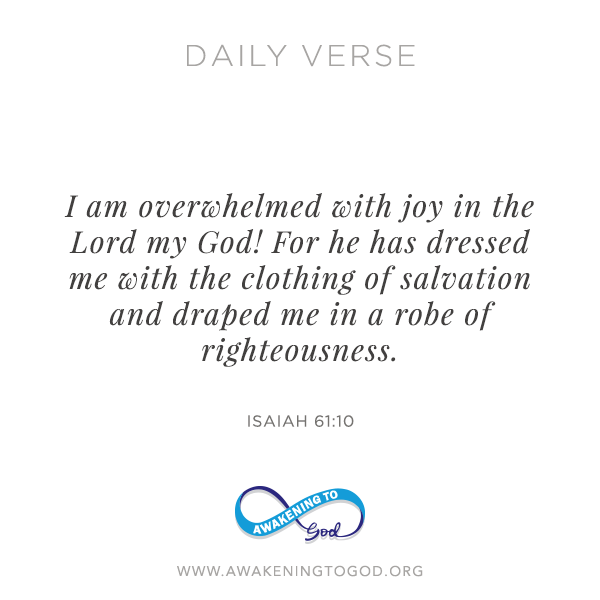 DAILY VERSE
I am overwhelmed with joy in the
Lord my God! For he has dressed
me with the clothing of salvation
and draped me in a robe of
righteousness.
ISAIAH 61:10
AWAKENING TO
God
WWW.AWAKENINGTOGOD.ORG